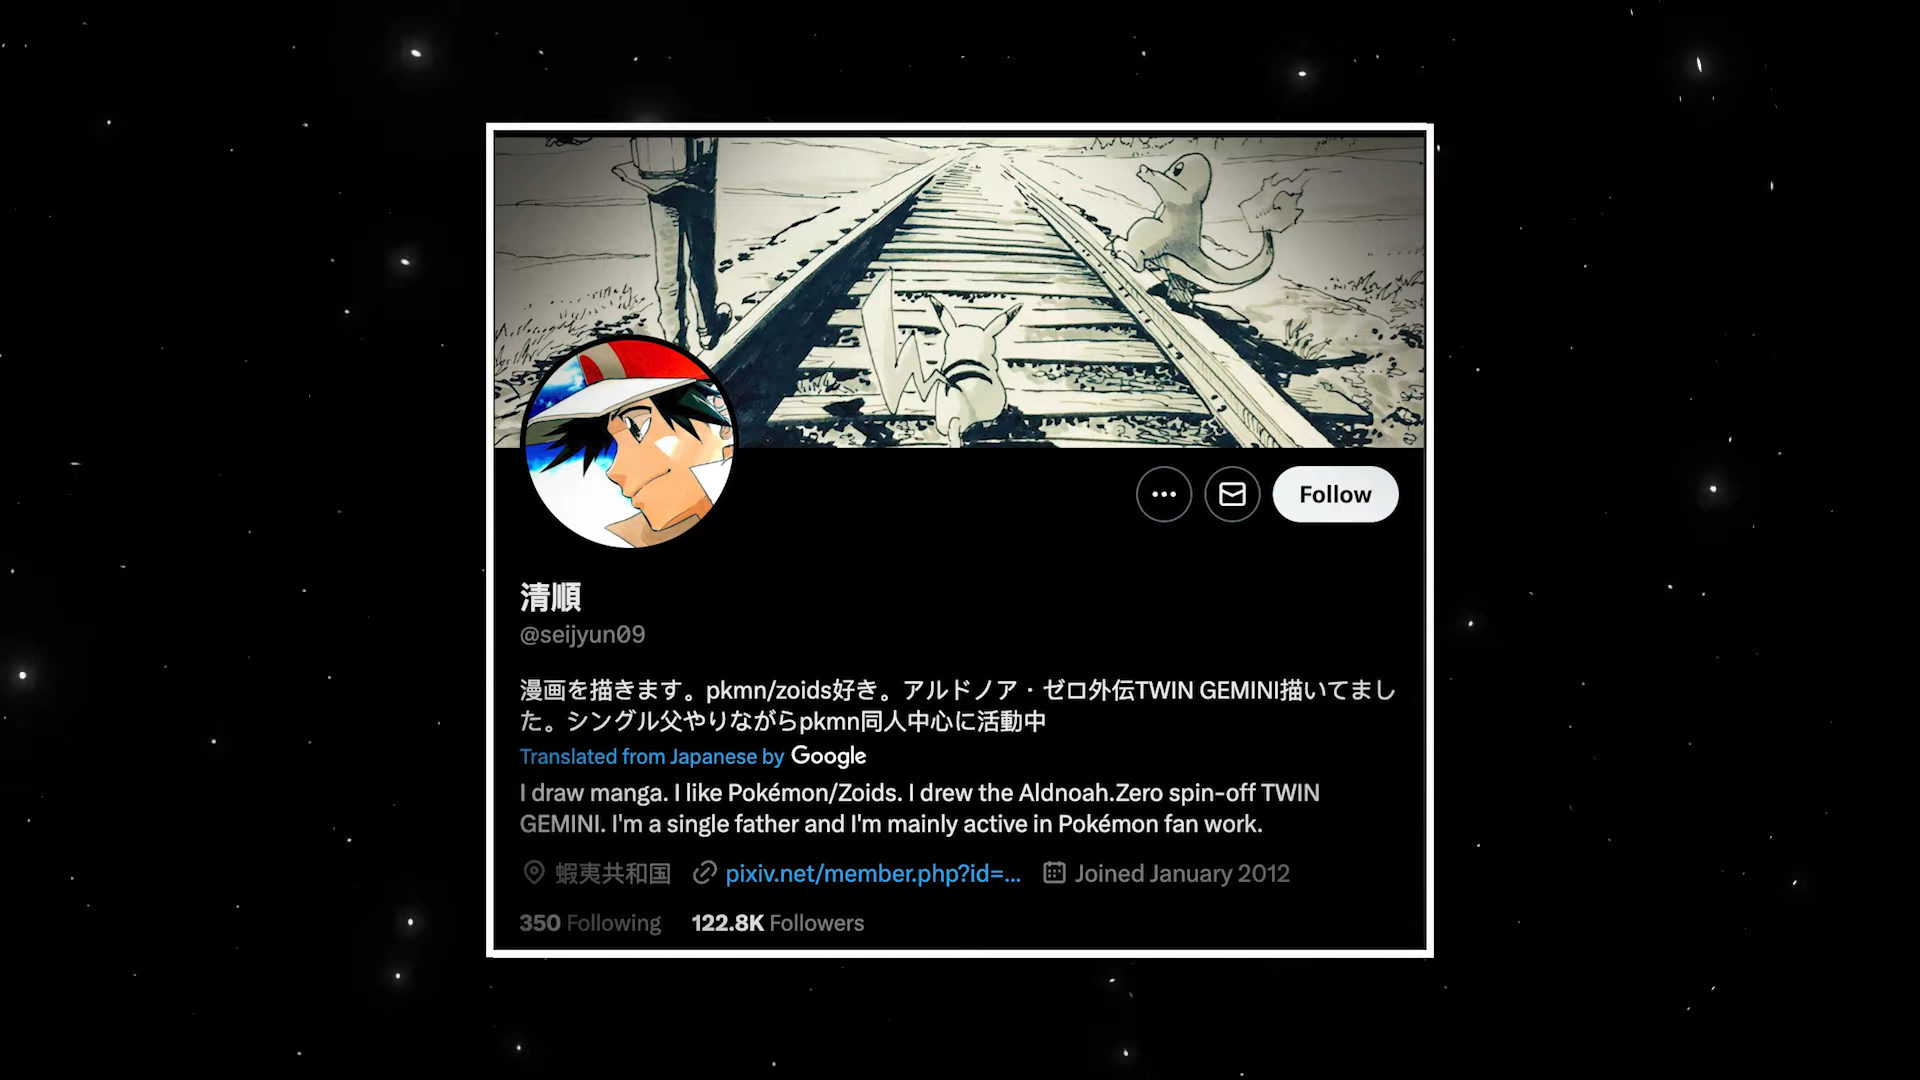 Follow
清順
@seijyun09
漫画を描きます。pkmn/zoids好き。アルドノア・ゼロ外伝TWIN GEMINI描いてまし
た。シングル父やりながらpkmn同人中心に活動中
Translated from Japanese by Google
I draw manga. I like Pokémon/Zoids. I drew the Aldnoah.Zero spin-off TWIN
GEMINI. I'm a single father and I'm mainly active in Pokémon fan work.
蝦夷共和国 pixiv.net/member.php?id=... Joined January 2012
350 Following 122.8K Followers